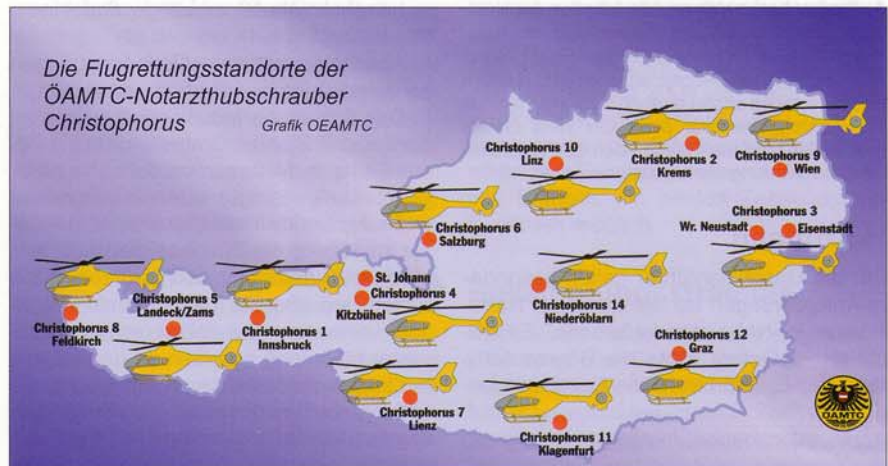 Die Flugrettungsstandorte der
ÖAMTC-Notarzthubschrauber
Christophorus
Grafik OEAMTC
Christophorus 10
Linz
Christophorus 2
Krems
Christophorus 9
Wien
Christophorus 3
Wr. Neustadt
Eisenstadt
Christophorus 6
Salzburg
St. Johann
Christophorus 4
Kitzbühel
Christophorus 5
Landeck/Zams
Christophorus 8
Feldkirch
Christophorus 1
Innsbruck
Christophorus 14
Niederöblarn
Christophorus 12
Graz
Christophorus 7
Lienz
Christophorus 11
Klagenfurt
ÖAMTC